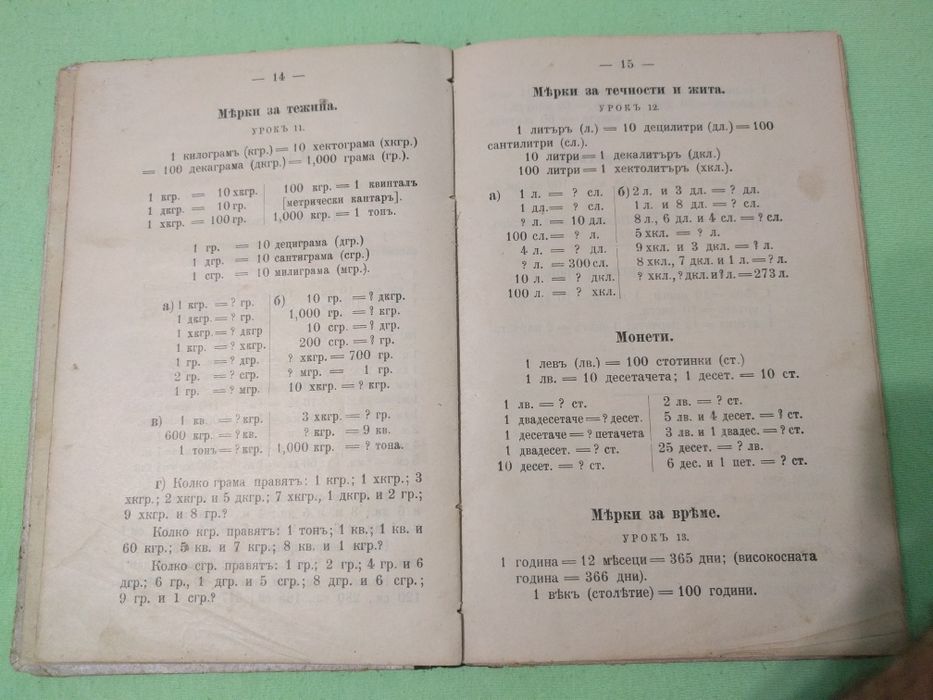 — 14 —
Мѣрки за тежина.
УРОКЪ 11.
1 килограмъ (кгр.) = 10 хектограма (хкгр.)
= 100 декаграма (дкгр.) = 1,000 грама (гр.).
1 кгр. = 10 хкгр.
1 дкгр. = 10 гр.
1 хкгр. = 100 гр.
100 кгр. = 1 квинталъ
[метрически кантаръ].
1,000 кгр. = 1 тонъ.
1 гр. = 10 дециграма (дгр.)
1 дгр. = 10 сантиграма (сгр.)
1 сгр. = 10 милиграма (мгр.).
а) 1 кгр. = ? гр.
1 дкгр. = ? гр.
1 хкгр. = ? дкгр
1 кгр. = ? хкгр.
1 гр. = ? дгр.
2 гр. = ? сгр.
1 гр. = ? мгр.
б) 10 гр. = ? дкгр.
1,000 гр. = ? кгр.
10 сгр. = ? дгр.
200 сгр. = ? гр.
? хкгр. = 700 гр.
? мгр. = 1 гр.
10 хкгр. = ? кгр.
в) 1 кв. = ? кгр.
600 кгр. = ? кв.
1 тонъ = ? кгр.
3 хкгр. = ? гр.
? кгр. = 9 кв.
1,000 кгр. = ? тона.
г) Колко грама правятъ: 1 кгр.; 1 хкгр.; 3
хкгр.; 2 хкгр. и 5 дкгр.; 7 хкгр., 1 дкгр. и 2 гр.;
9 хкгр. и 8 гр.?
Колко кгр. правятъ: 1 тонъ; 1 кв.; 1 кв. и
60 кгр.; 5 кв. и 7 кгр.; 8 кв. и 1 кгр.?
Колко сгр. правятъ: 1 гр.; 2 гр.; 4 гр. и 6
дгр.; 6 гр., 1 дгр. и 5 сгр.; 8 дгр. и 6 сгр.;
9 гр. и 1 сгр.?
— 15 —
Мѣрки за течности и жита.
УРОКЪ 12.
1 литъръ (л.) = 10 децилитри (дл.) = 100
сантилитри (сл.).
10 литри = 1 декалитъръ (дкл.)
100 литри = 1 хектолитъръ (хкл.).
а) 1 л. = ? сл.
1 дл. = ? сл.
? л. = 10 дл.
100 сл. = ? л.
4 л. = ? дл.
? л. = 300 сл.
10 л. = ? дкл.
100 л. = ? хкл.
б) 2 л. и 3 дл. = ? дл.
1 л. и 8 дл. = ? сл.
8 л., 6 дл. и 4 сл. = ? сл.
5 хкл. = ? л.
9 хкл. и 3 дкл. = ? л.
8 хкл., 7 дкл. и 1 л. = ? л.
? хкл., ? дкл. и ? л. = 273 л.
Монети.
1 левъ (лв.) = 100 стотинки (ст.)
1 лв. = 10 десетачета; 1 десет. = 10 ст.
1 лв. = ? ст.
1 двадесетаче = ? десет.
1 десетаче = ? петачета
1 двадесет. = ? ст.
10 десет. = ? ст.
2 лв. = ? ст.
5 лв. и 4 десет. = ? ст.
3 лв. и 1 двадес. = ? ст.
25 десет. = ? лв.
6 дес. и 1 пет. = ? ст.
Мѣрки за врѣме.
УРОКЪ 13.
1 година = 12 мѣсеци = 365 дни; (високосната
година = 366 дни).
1 вѣкъ (столѣтие) = 100 години.